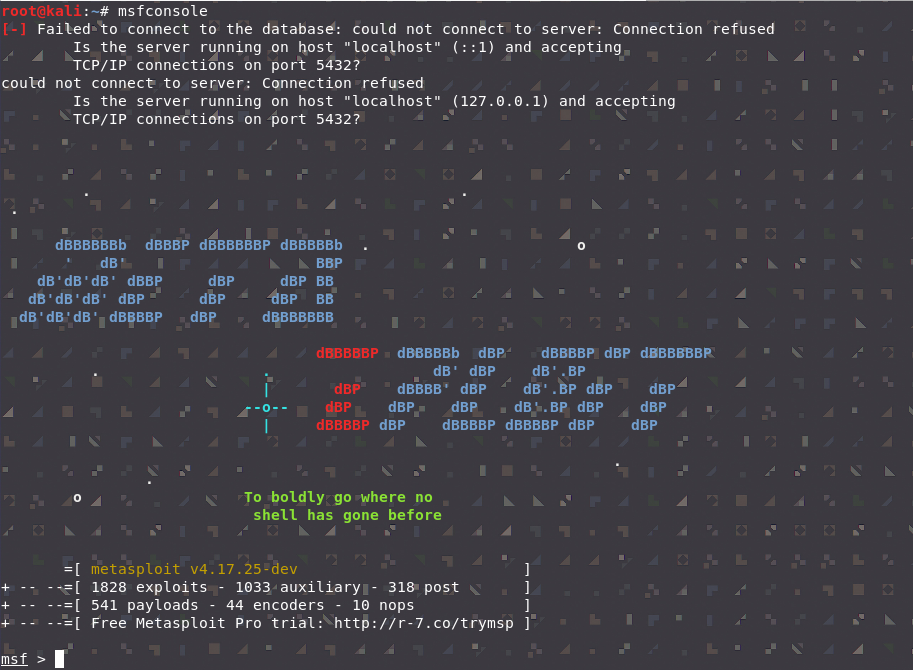 root@kali:~# msfconsole
[-] Failed to connect to the database: could not connect to server: Connection refused
Is the server running on host "localhost" (::1) and accepting
TCP/IP connections on port 5432?
could not connect to server: Connection refused
Is the server running on host "localhost" (127.0.0.1) and accepting
TCP/IP connections on port 5432?
dBBBBBBb  dBBBP dBBBBBBP dBBBBBb  .                       o
'   dB'                     BBP
dB'dB'dB' dBBP     dBP     dBP BB
dB'dB'dB' dBP      dBP     dBP  BB
dB'dB'dB' dBBBBP   dBP     dBBBBBBB
dBBBBBP  dBBBBBb  dBP    dBBBBP dBP dBBBBBBP
.                  dB' dBP    dB'.BP
|       dBP    dBBBB' dBP    dB'.BP dBP    dBP
--o--    dBP    dBP    dBP    dB'.BP dBP    dBP
|     dBBBBP dBP    dBBBBP dBBBBP dBP    dBP
o                  To boldly go where no
shell has gone before
=[ metasploit v4.17.25-dev                         ]
+ -- --=[ 1828 exploits - 1033 auxiliary - 318 post       ]
+ -- --=[ 541 payloads - 44 encoders - 10 nops            ]
+ -- --=[ Free Metasploit Pro trial: http://r-7.co/trymsp ]
msf >